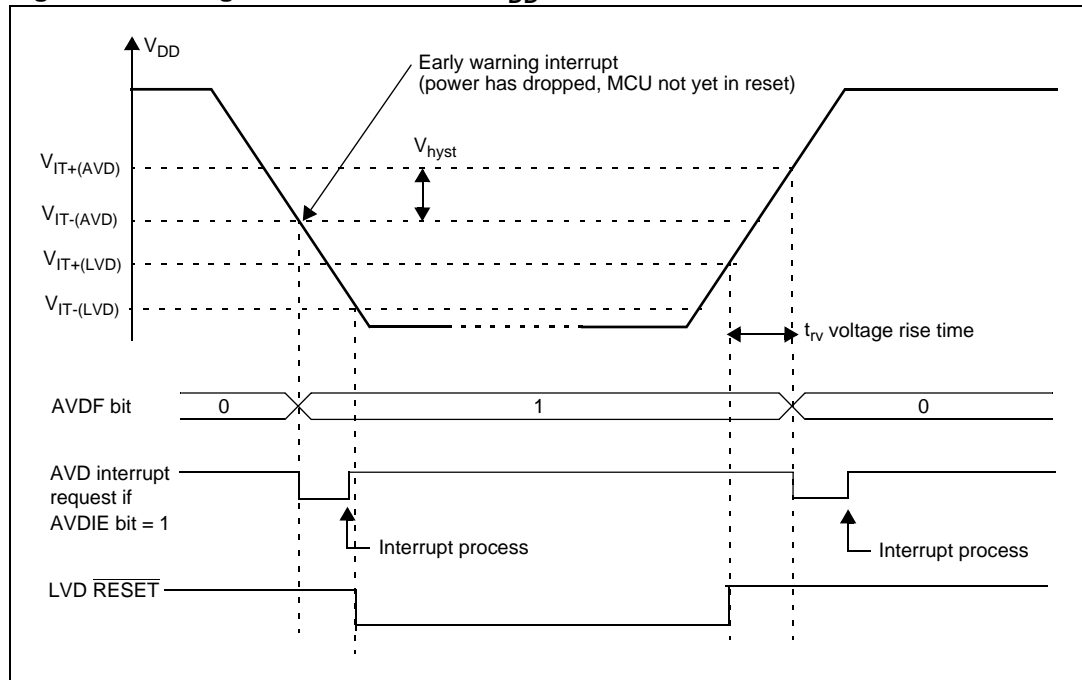 V_DD
Early warning interrupt
(power has dropped, MCU not yet in reset)
V_hyst
V_IT+(AVD)
V_IT-(AVD)
V_IT+(LVD)
V_IT-(LVD)
t_rv voltage rise time
AVDF bit
0
1
0
AVD interrupt
request if
AVDIE bit = 1
Interrupt process
Interrupt process
LVD RESET